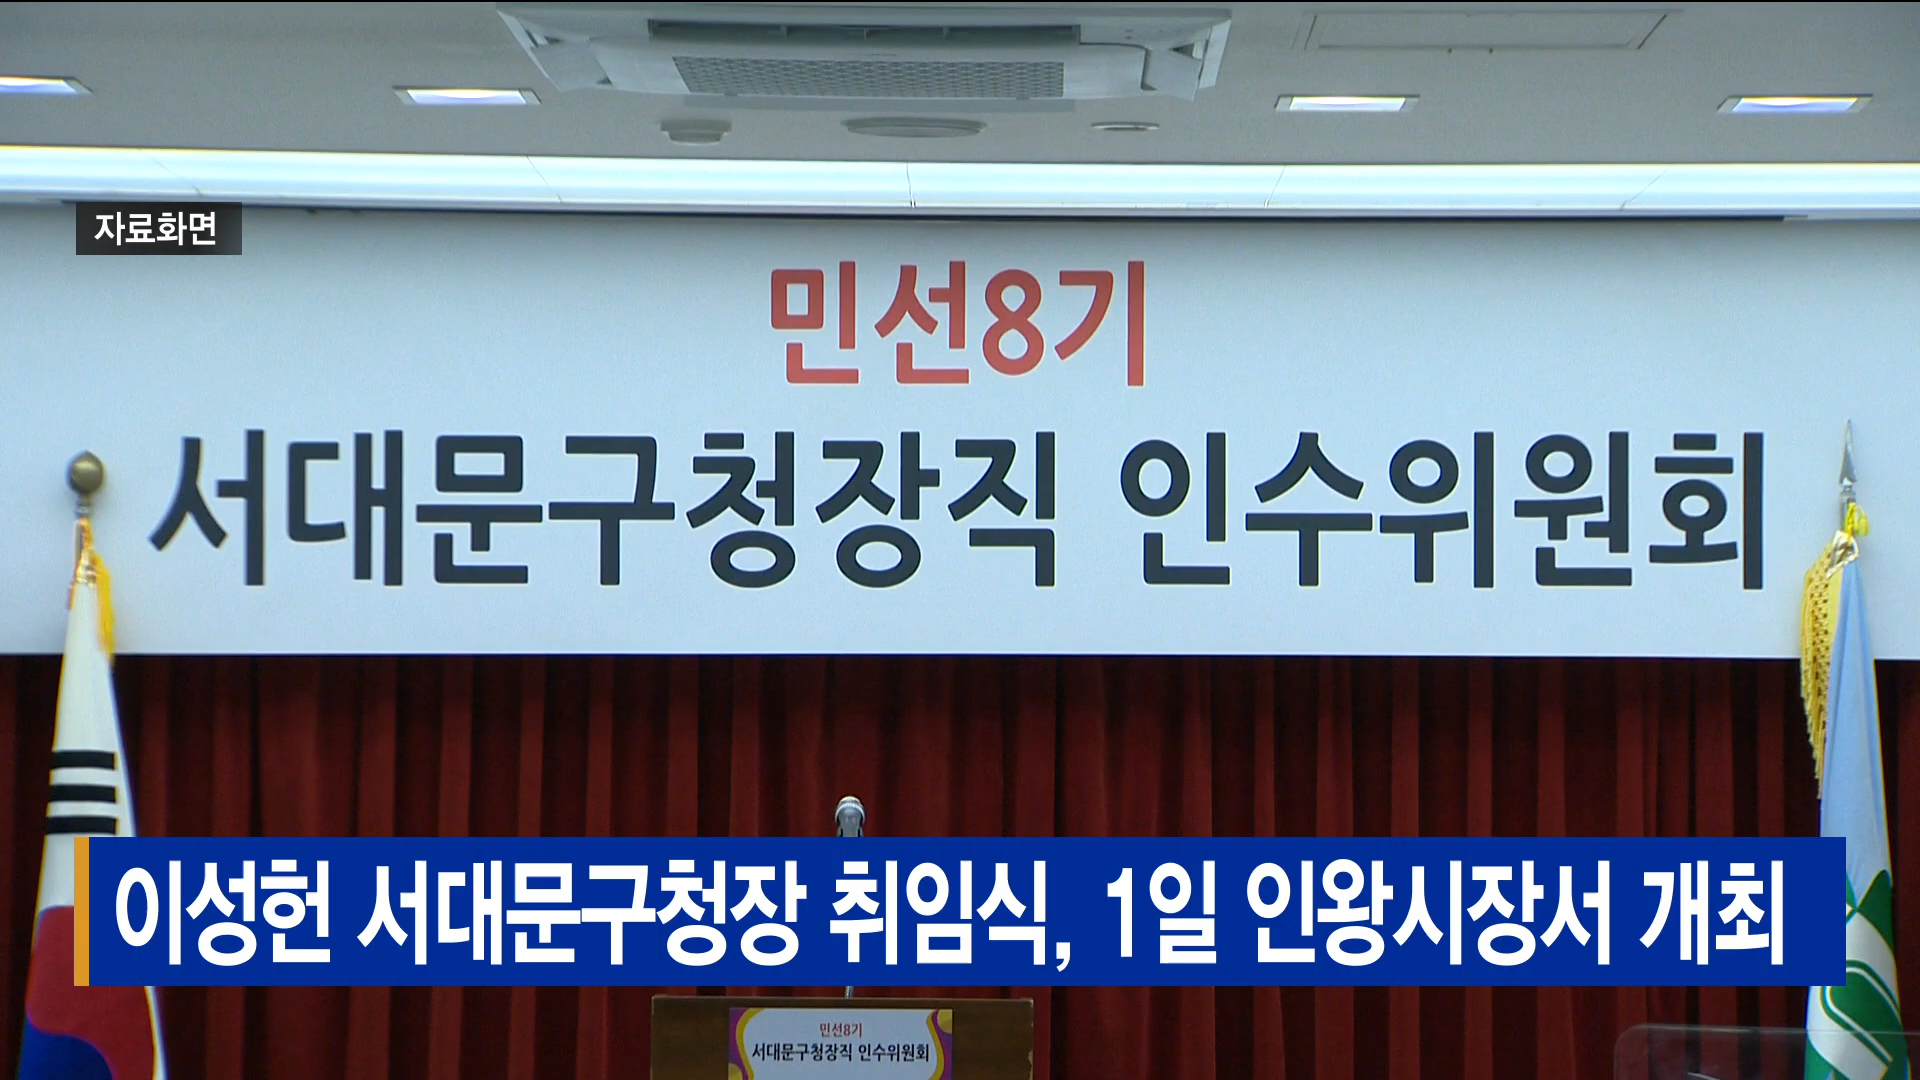 자료화면
민선8기
서대문구청장직 인수위원회
이성헌 서대문구청장 취임식, 1일 인왕시장서 개최
민선8기
서대문구청장직 인수위원회